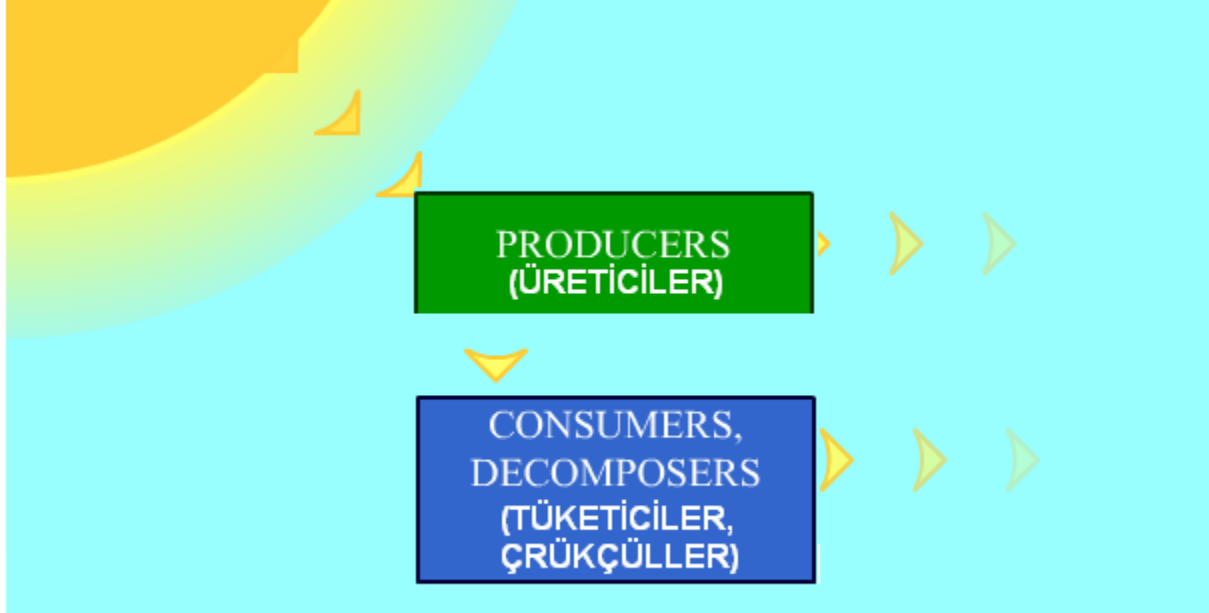 PRODUCERS
(ÜRETİCİLER)
CONSUMERS,
DECOMPOSERS
(TÜKETİCİLER,
ÇRÜKÇÜLLER)